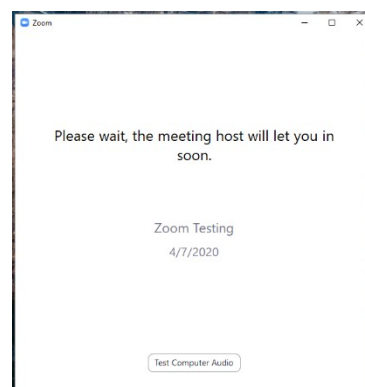 Zoom
Please wait, the meeting host will let you in
soon.
Zoom Testing
4/7/2020
Test Computer Audio